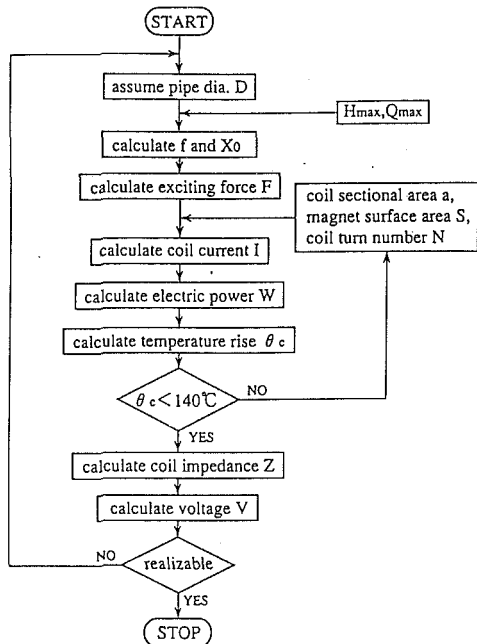 START
assume pipe dia. D
Hmax,Qmax
calculate f and X0
calculate exciting force F
coil sectional area a,
magnet surface area S,
coil turn number N
calculate coil current I
calculate electric power W
calculate temperature rise θc
θc<140℃
NO
YES
calculate coil impedance Z
calculate voltage V
NO
realizable
YES
STOP